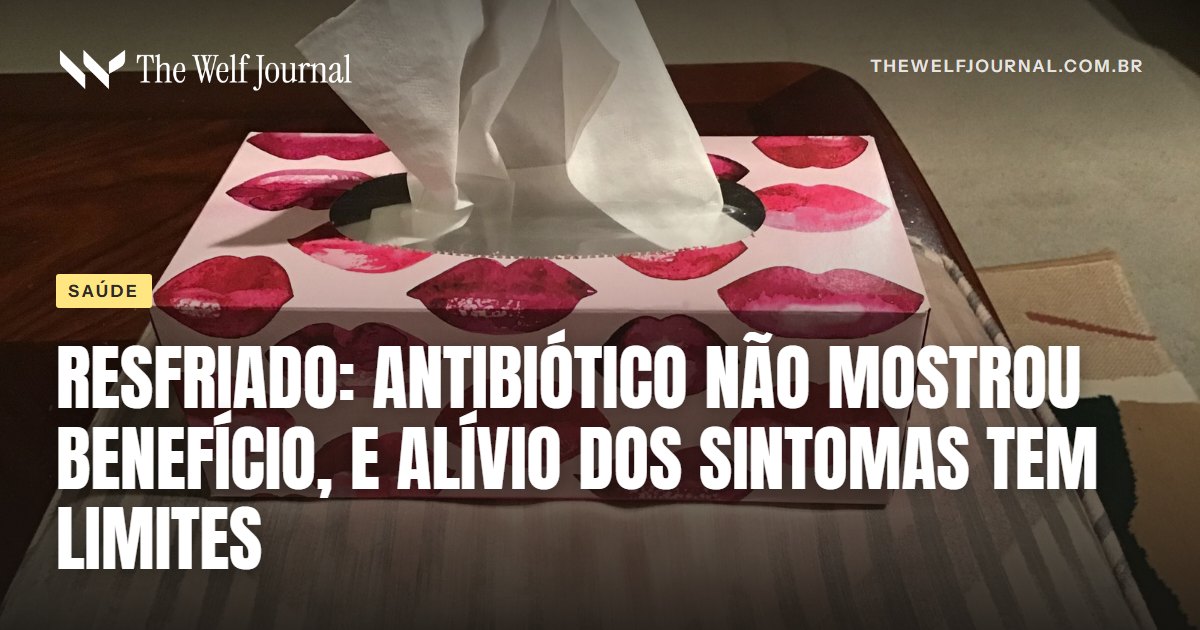 The Welf Journal
THEWELFJOURNAL.COM.BR
SAÚDE
RESFRIADO: ANTIBIÓTICO NÃO MOSTROU
BENEFÍCIO, E ALÍVIO DOS SINTOMAS TEM
LIMITES